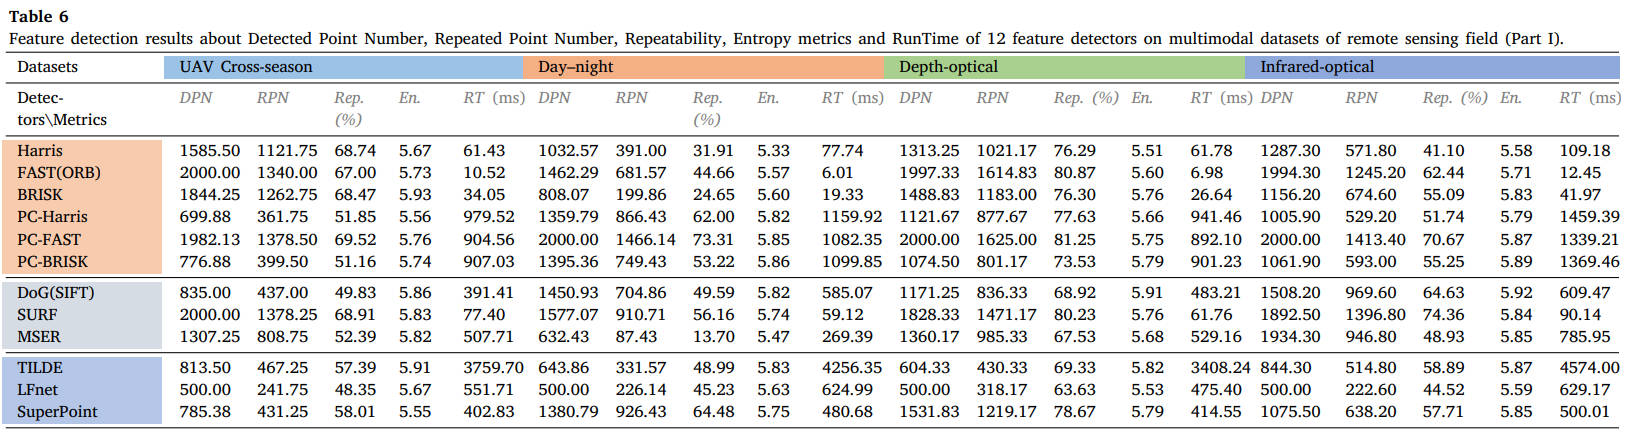 Table 6
Feature detection results about Detected Point Number, Repeated Point Number, Repeatability, Entropy metrics and RunTime of 12 feature detectors on multimodal datasets of remote sensing field (Part I).
Datasets UAV Cross-season Day–night Depth-optical Infrared-optical
Detec- DPN RPN Rep. En. RT (ms) DPN RPN Rep. En. RT (ms) DPN RPN Rep. (%) En. RT (ms) DPN RPN Rep. (%) En. RT (ms)
tors\Metrics (%) (%)
Harris 1585.50 1121.75 68.74 5.67 61.43 1032.57 391.00 31.91 5.33 77.74 1313.25 1021.17 76.29 5.51 61.78 1287.30 571.80 41.10 5.58 109.18
FAST(ORB) 2000.00 1340.00 67.00 5.73 10.52 1462.29 681.57 44.66 5.57 6.01 1997.33 1614.83 80.87 5.60 6.98 1994.30 1245.20 62.44 5.71 12.45
BRISK 1844.25 1262.75 68.47 5.93 34.05 808.07 199.86 24.65 5.60 19.33 1488.83 1183.00 76.30 5.76 26.64 1156.20 674.60 55.09 5.83 41.97
PC-Harris 699.88 361.75 51.85 5.56 979.52 1359.79 866.43 62.00 5.82 1159.92 1121.67 877.67 77.63 5.66 941.46 1005.90 529.20 51.74 5.79 1459.39
PC-FAST 1982.13 1378.50 69.52 5.76 904.56 2000.00 1466.14 73.31 5.85 1082.35 2000.00 1625.00 81.25 5.75 892.10 2000.00 1413.40 70.67 5.87 1339.21
PC-BRISK 776.88 399.50 51.16 5.74 907.03 1395.36 749.43 53.22 5.86 1099.85 1074.50 801.17 73.53 5.79 901.23 1061.90 593.00 55.25 5.89 1369.46
DoG(SIFT) 835.00 437.00 49.83 5.86 391.41 1450.93 704.86 49.59 5.82 585.07 1171.25 836.33 68.92 5.91 483.21 1508.20 969.60 64.63 5.92 609.47
SURF 2000.00 1378.25 68.91 5.83 77.40 1577.07 910.71 56.16 5.74 59.12 1828.33 1471.17 80.23 5.76 61.76 1892.50 1396.80 74.36 5.84 90.14
MSER 1307.25 808.75 52.39 5.82 507.71 632.43 87.43 13.70 5.47 269.39 1360.17 985.33 67.53 5.68 529.16 1934.30 946.80 48.93 5.85 785.95
TILDE 813.50 467.25 57.39 5.91 3759.70 643.86 331.57 48.99 5.83 4256.35 604.33 430.33 69.33 5.82 3408.24 844.30 514.80 58.89 5.87 4574.00
LFnet 500.00 241.75 48.35 5.67 551.71 500.00 226.14 45.23 5.63 624.99 500.00 318.17 63.63 5.53 475.40 500.00 222.60 44.52 5.59 629.17
SuperPoint 785.38 431.25 58.01 5.55 402.83 1380.79 926.43 64.48 5.75 480.68 1531.83 1219.17 78.67 5.79 414.55 1075.50 638.20 57.71 5.85 500.01